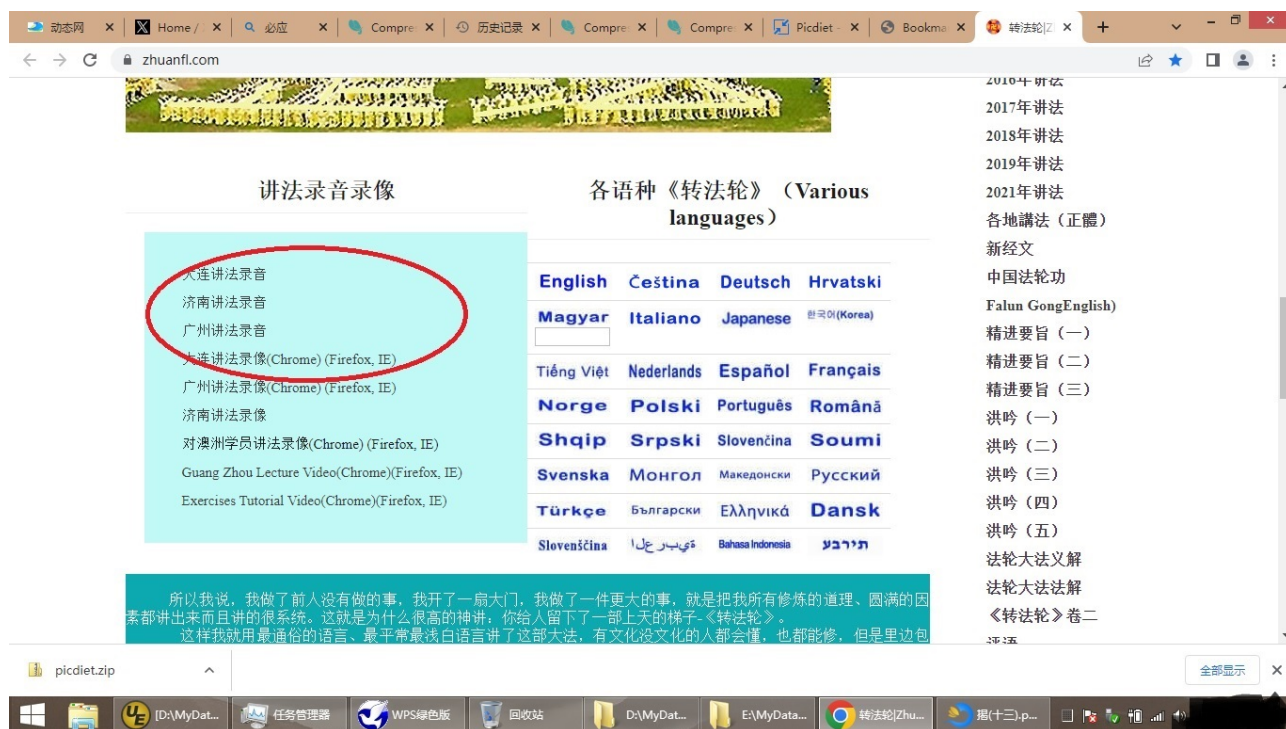 动态网 Home / 必应 Compre 历史记录 Compre Compre Picdiet - Bookma 转法轮|Z
zhuanfl.com
2016年讲法
2017年讲法
2018年讲法
2019年讲法
2021年讲法
各地講法（正體）
新经文
中国法轮功
Falun GongEnglish)
精进要旨（一）
精进要旨（二）
精进要旨（三）
洪吟（一）
洪吟（二）
洪吟（三）
洪吟（四）
洪吟（五）
法轮大法义解
法轮大法法解
《转法轮》卷二
评语
讲法录音录像
大连讲法录音
济南讲法录音
广州讲法录音
大连讲法录像(Chrome) (Firefox, IE)
广州讲法录像(Chrome) (Firefox, IE)
济南讲法录像
对澳洲学员讲法录像(Chrome) (Firefox, IE)
Guang Zhou Lecture Video(Chrome)(Firefox, IE)
Exercises Tutorial Video(Chrome)(Firefox, IE)
各语种《转法轮》（Various
languages）
English Čeština Deutsch Hrvatski
Magyar Italiano Japanese 한국어(Korea)
Tiếng Việt Nederlands Español Français
Norge Polski Português Română
Shqip Srpski Slovenčina Soumi
Svenska Монгол Македонски Русский
Türkçe Български Ελληνικά Dansk
Slovenščina ةيبرعلا Bahasa Indonesia תירבע
所以我说，我做了前人没有做的事，我开了一扇大门，我做了一件更大的事，就是把我所有修炼的道理、圆满的因
素都讲出来而且讲的很系统。这就是为什么很高的神讲：你给人留下了一部上天的梯子-《转法轮》。
这样我就用最通俗的语言、最平常最浅白语言讲了这部大法，有文化没文化的人都会懂，也都能修，但是里边包
picdiet.zip 全部显示
[D:\MyDat... 任务管理器 WPS绿色版 回收站 D:\MyDat... E:\MyData... 转法轮|Zhu... 揭(十三).p...